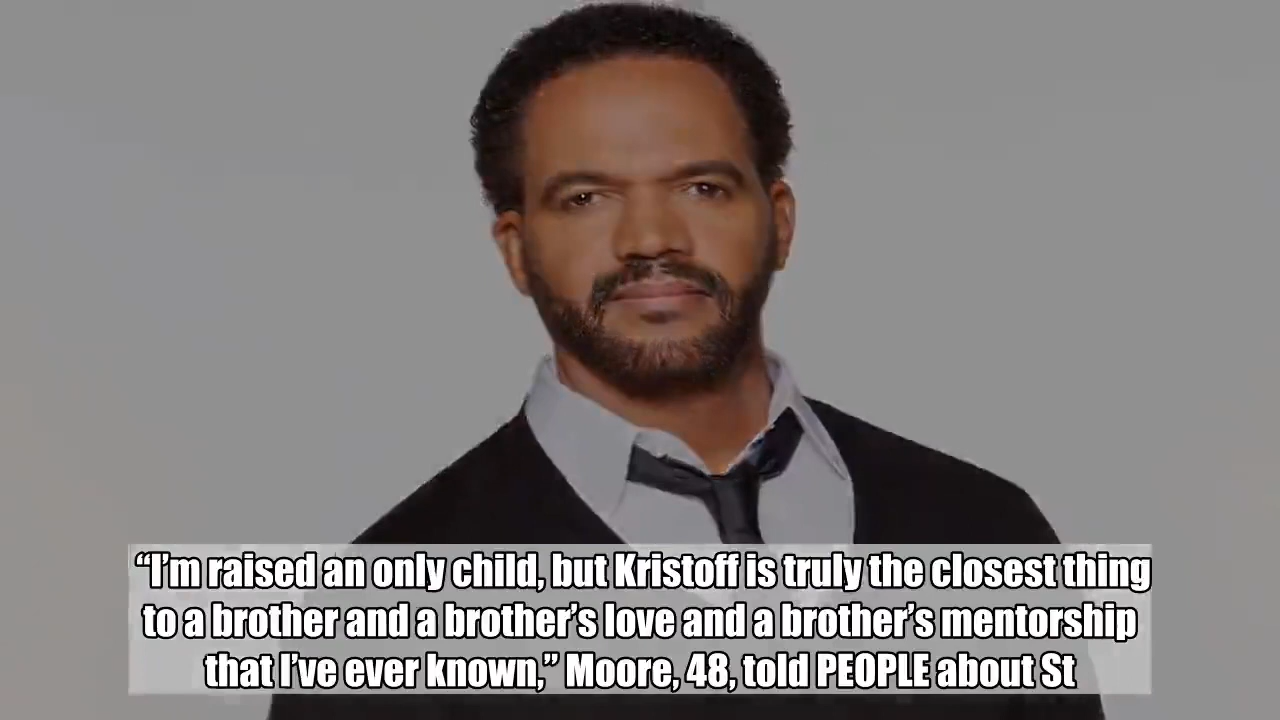 “I’m raised an only child, but Kristoff is truly the closest thing
to a brother and a brother’s love and a brother’s mentorship
that I’ve ever known,” Moore, 48, told PEOPLE about St